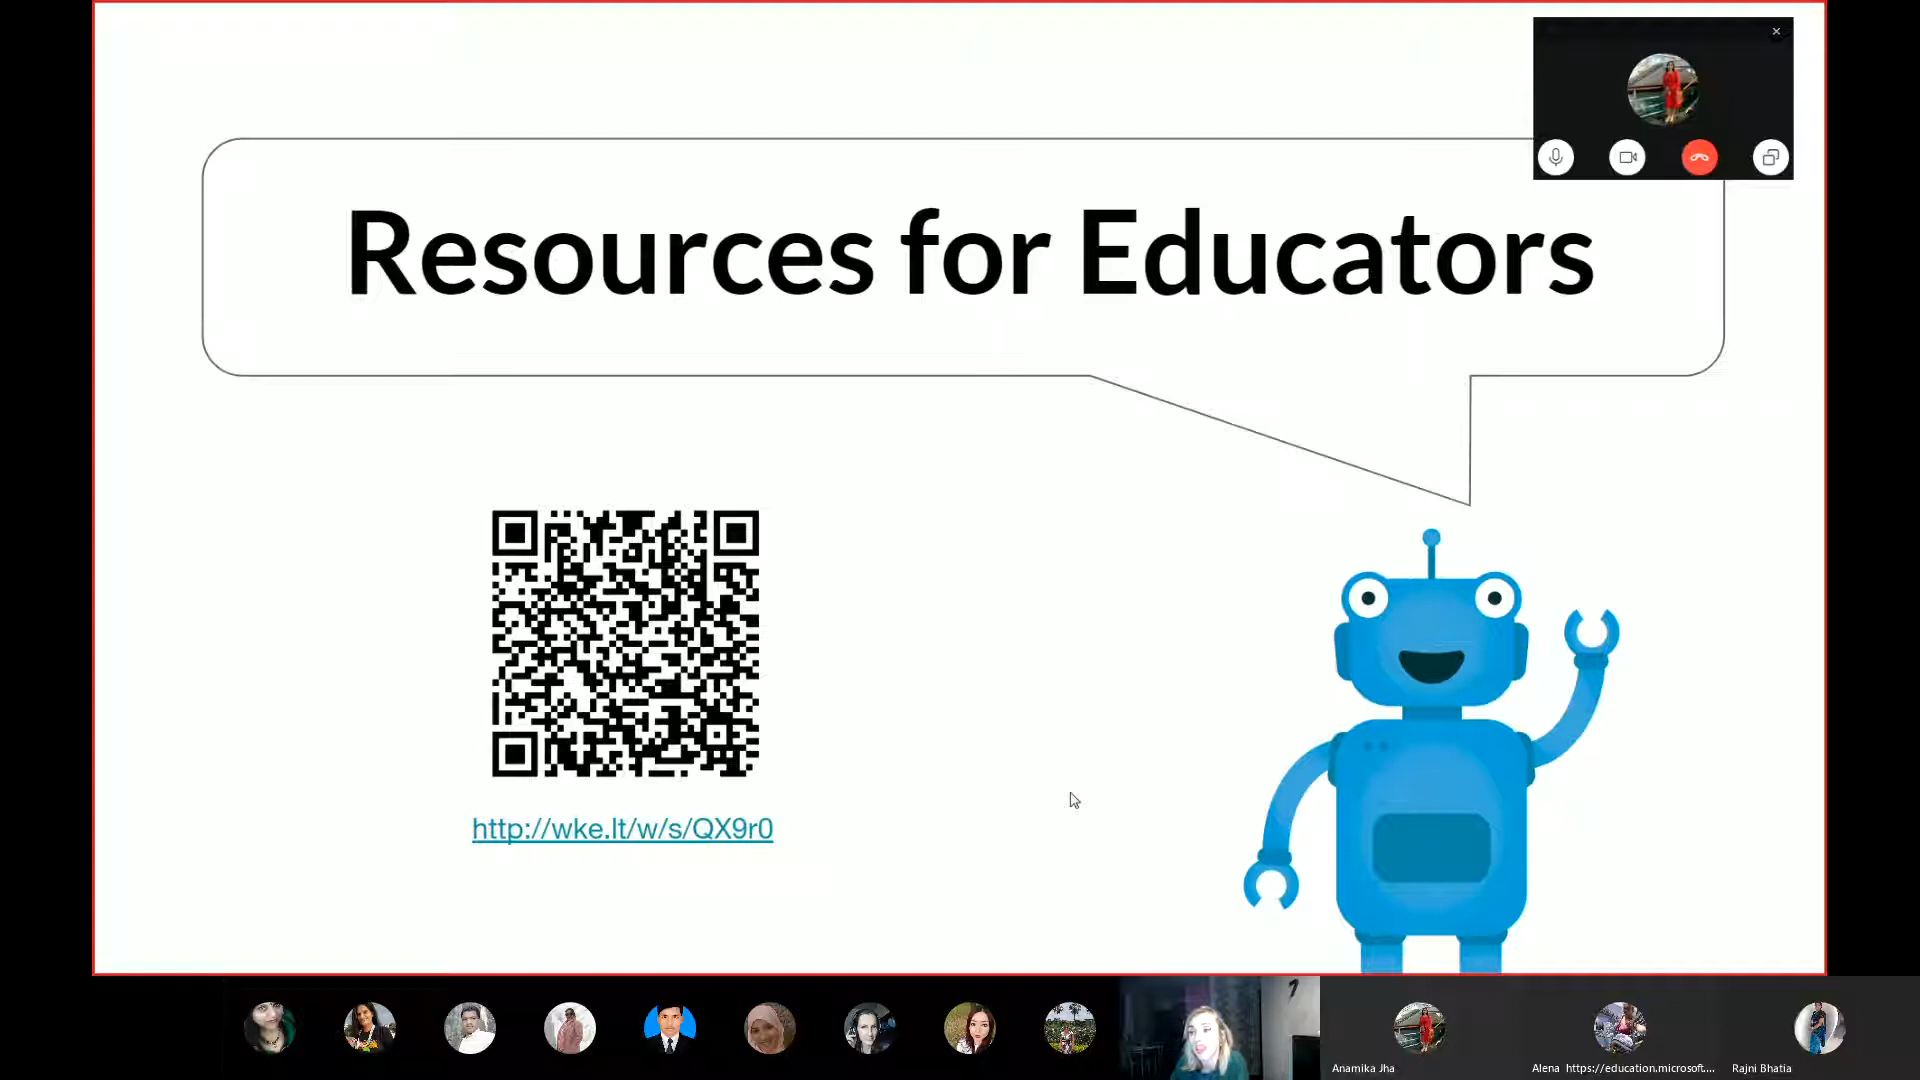 Resources for Educators
http://wke.lt/w/s/QX9r0
Anamika Jha
Alena https://education.microsoft....
Rajni Bhatia